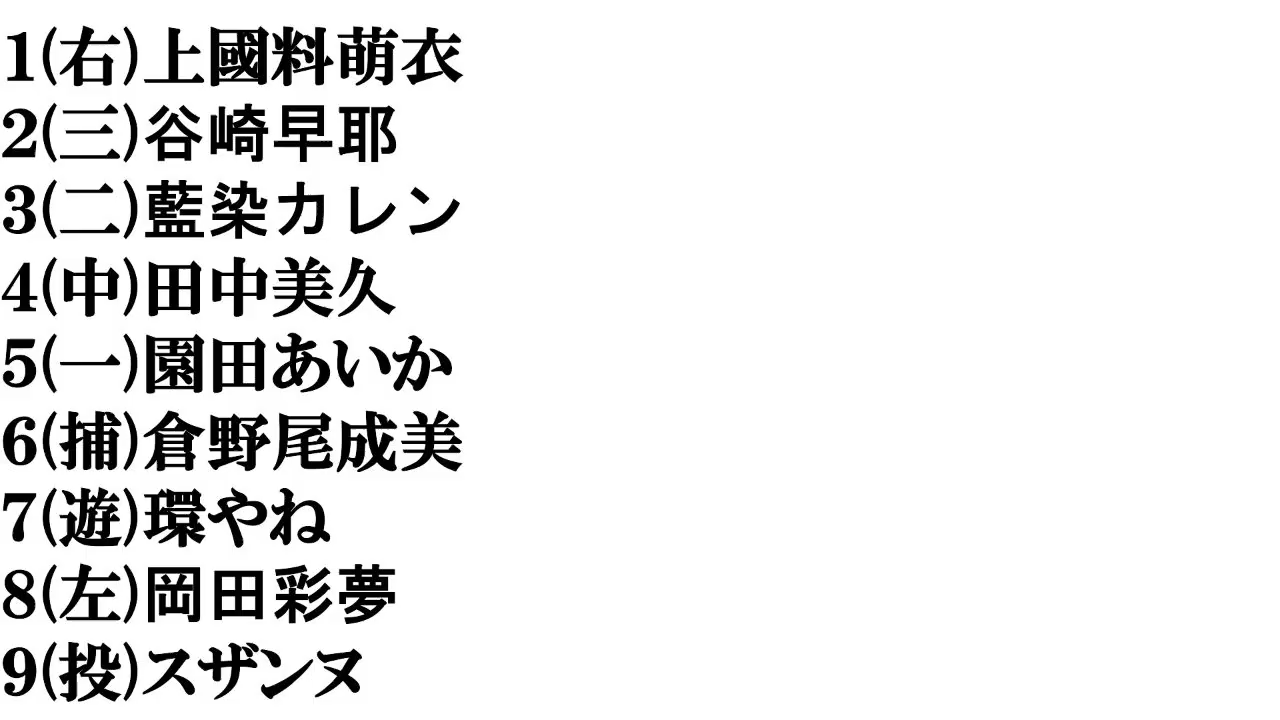 1(右)上國料萌衣
2(三)谷崎早耶
3(二)藍染カレン
4(中)田中美久
5(一)園田あいか
6(捕)倉野尾成美
7(遊)環やね
8(左)岡田彩夢
9(投)スザンヌ